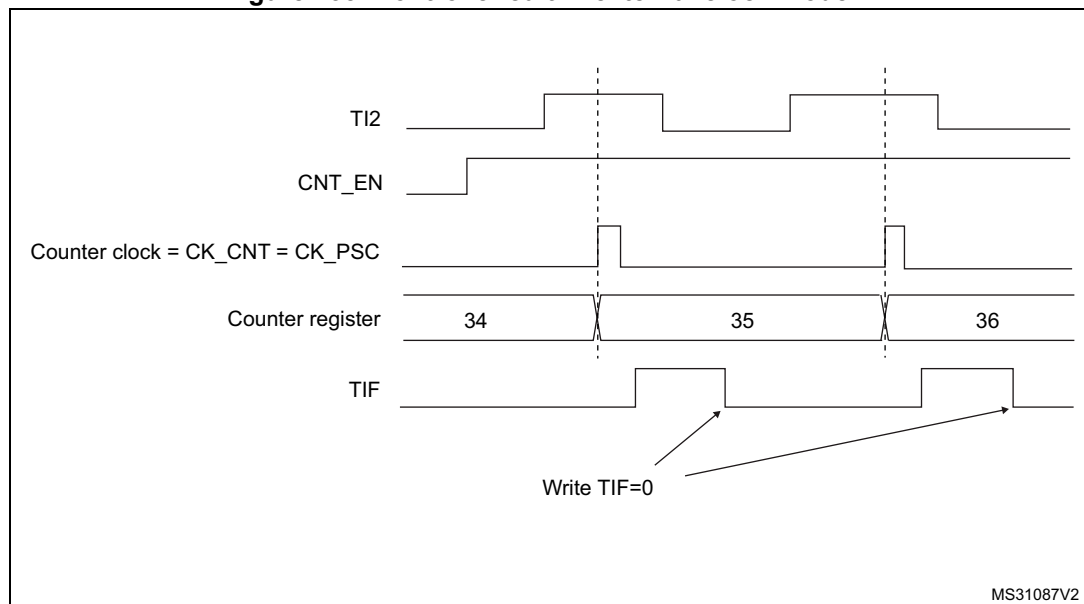 TI2
CNT_EN
Counter clock = CK_CNT = CK_PSC
Counter register
34
35
36
TIF
Write TIF=0
MS31087V2